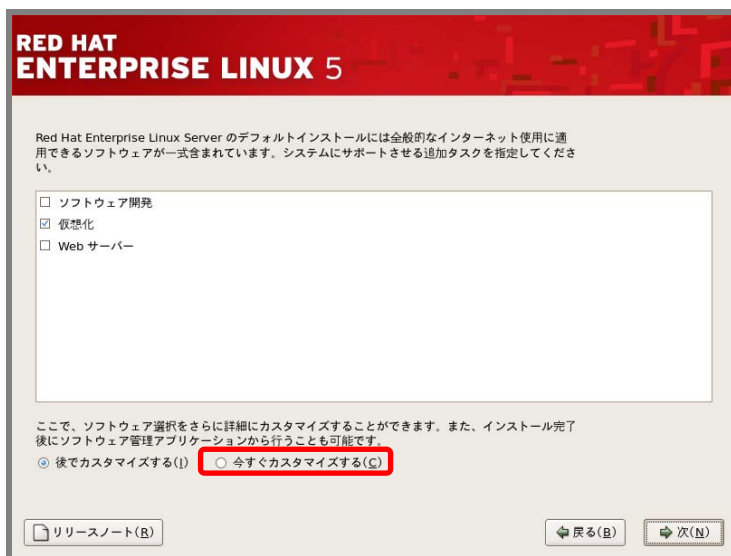 RED HAT
ENTERPRISE LINUX 5
Red Hat Enterprise Linux Server のデフォルトインストールには全般的なインターネット使用に適
用できるソフトウェアが一式含まれています。システムにサポートさせる追加タスクを指定してくださ
い。
ソフトウェア開発
仮想化
Web サーバー
ここで、ソフトウェア選択をさらに詳細にカスタマイズすることができます。また、インストール完了
後にソフトウェア管理アプリケーションから行うことも可能です。
後でカスタマイズする(l) 今すぐカスタマイズする(C)
リリースノート(R) 戻る(B) 次(N)